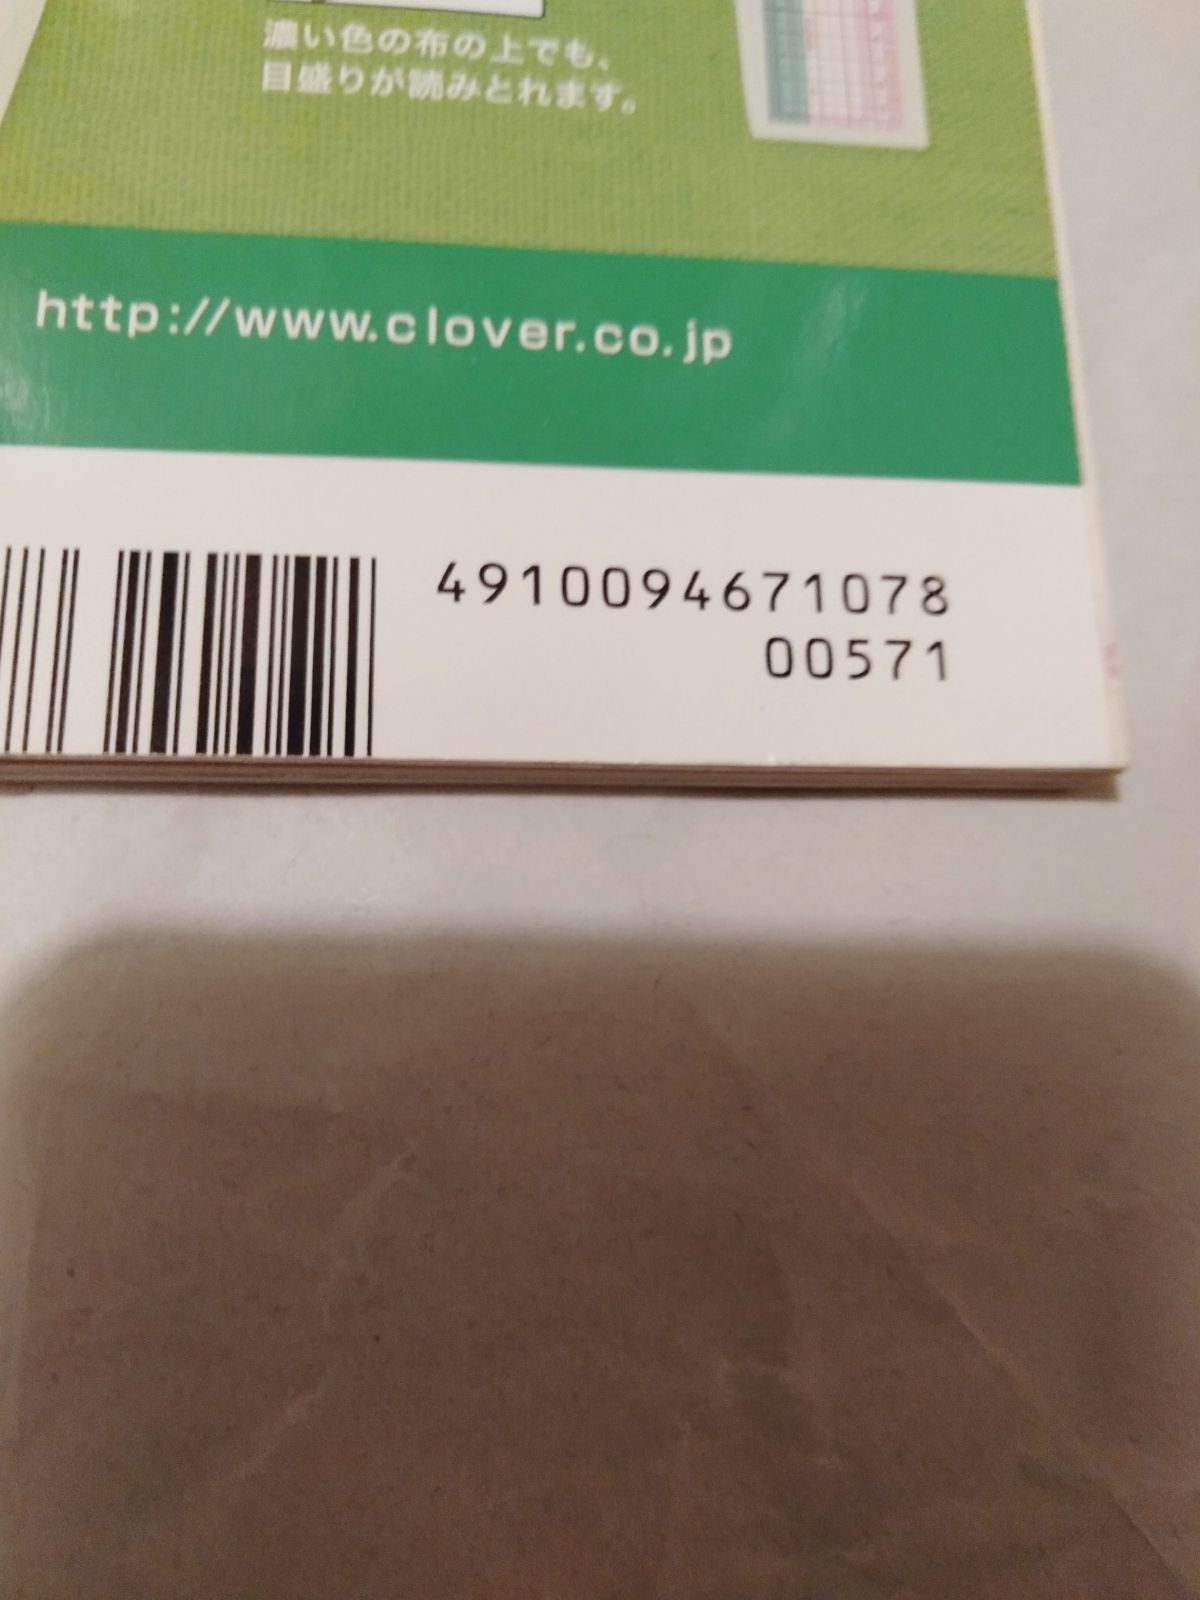 濃い色の布の上でも、
目盛りが読みとれます。
http://www.clover.co.jp
4910094671078
00571